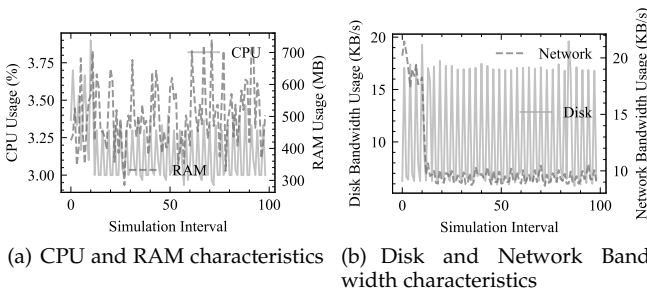 CPU Usage (%)
3.75
3.50
3.25
3.00
CPU
RAM
700
600
500
400
300
RAM Usage (MB)
0
50
100
Simulation Interval
(a) CPU and RAM characteristics
Disk Bandwidth Usage (KB/s)
20
15
10
Network
Disk
20
15
10
Network Bandwidth Usage (KB/s)
0
50
100
Simulation Interval
(b) Disk and Network Band
width characteristics